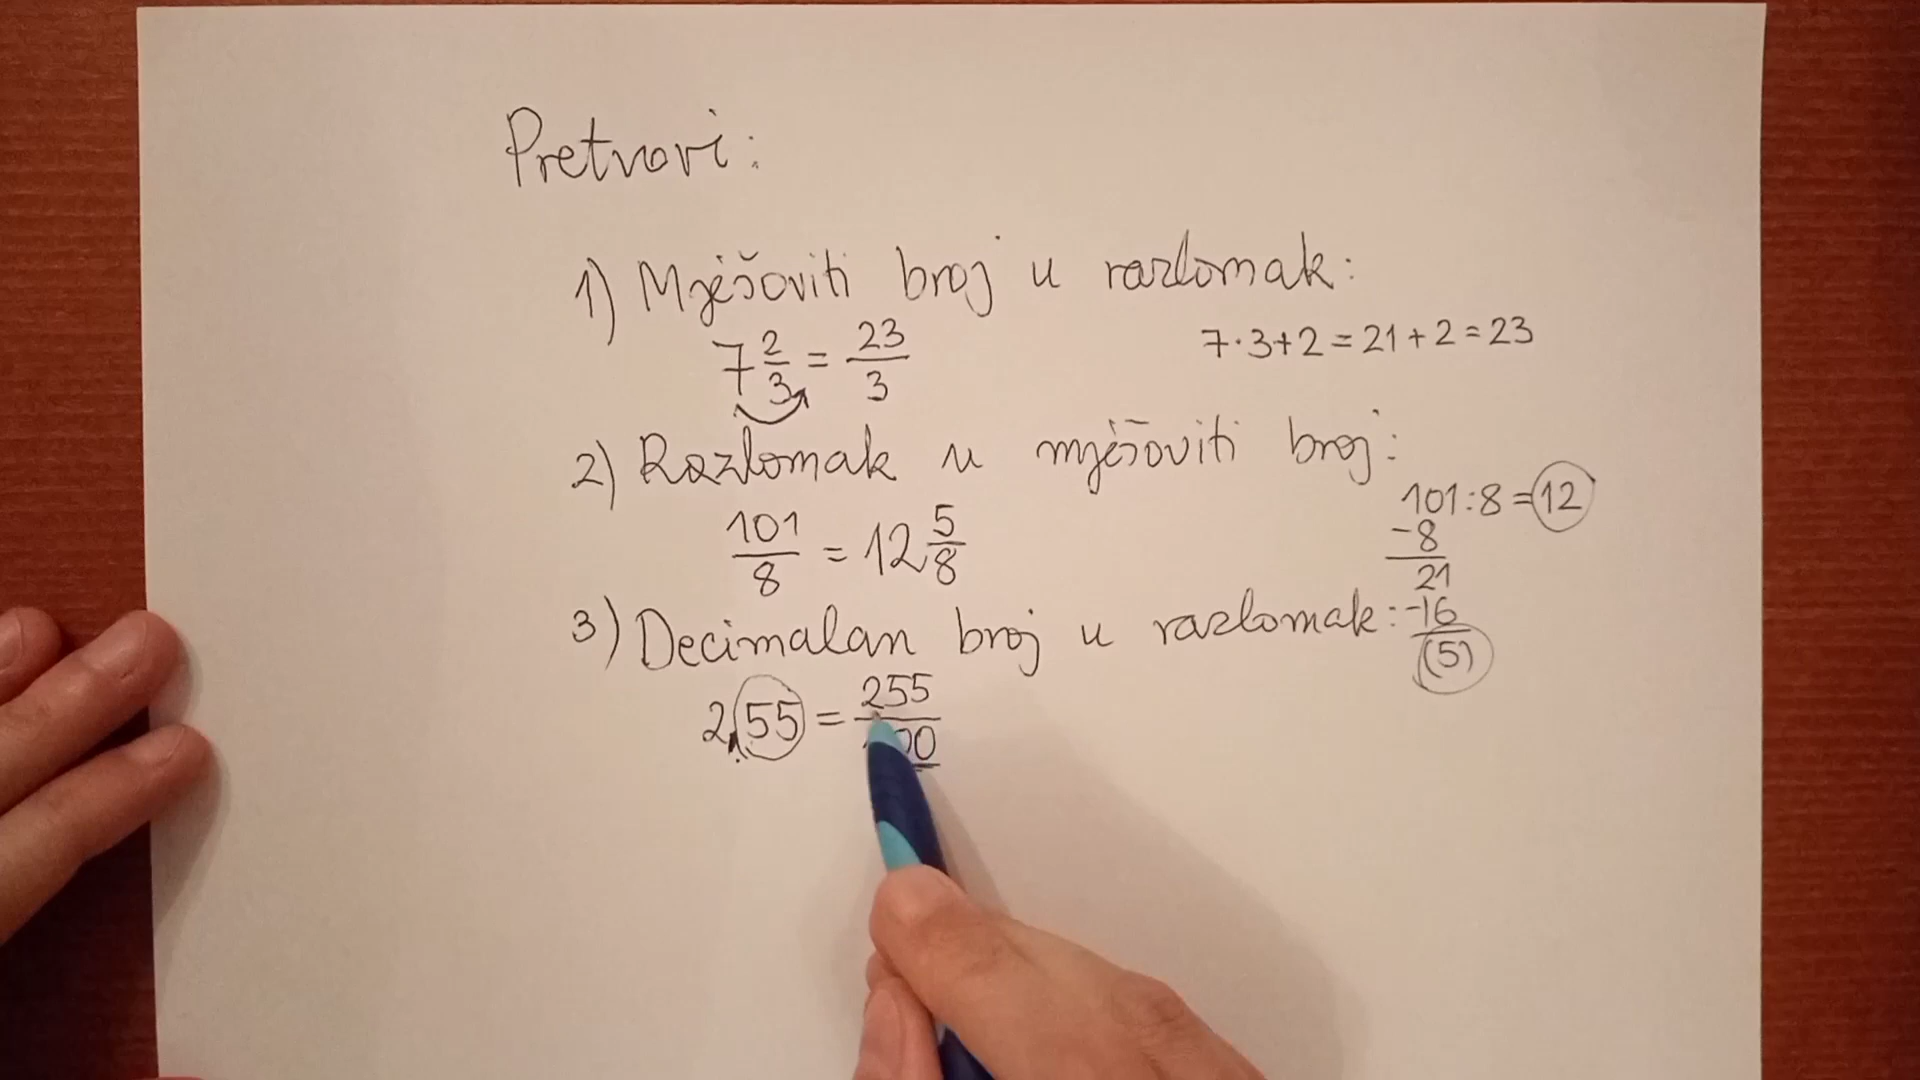 Pretvori:
1) Mješoviti broj u razlomak:
7 2/3 = 23/3
7·3+2=21+2=23
2) Razlomak u mješoviti broj:
101/8 = 12 5/8
101:8=12
-8
21
-16
(5)
3) Decimalan broj u razlomak:
2,55 = 255/100